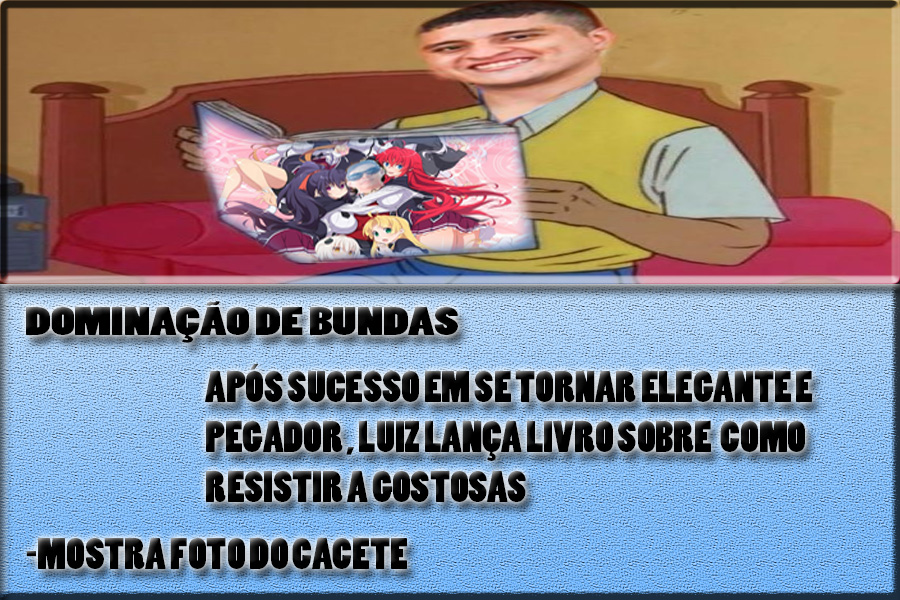 DOMINAÇÃO DE BUNDAS
APÓS SUCESSO EM SE TORNAR ELEGANTE E
PEGADOR , LUIZ LANÇA LIVRO SOBRE COMO
RESISTIR A GOSTOSAS
-MOSTRA FOTO DO CACETE